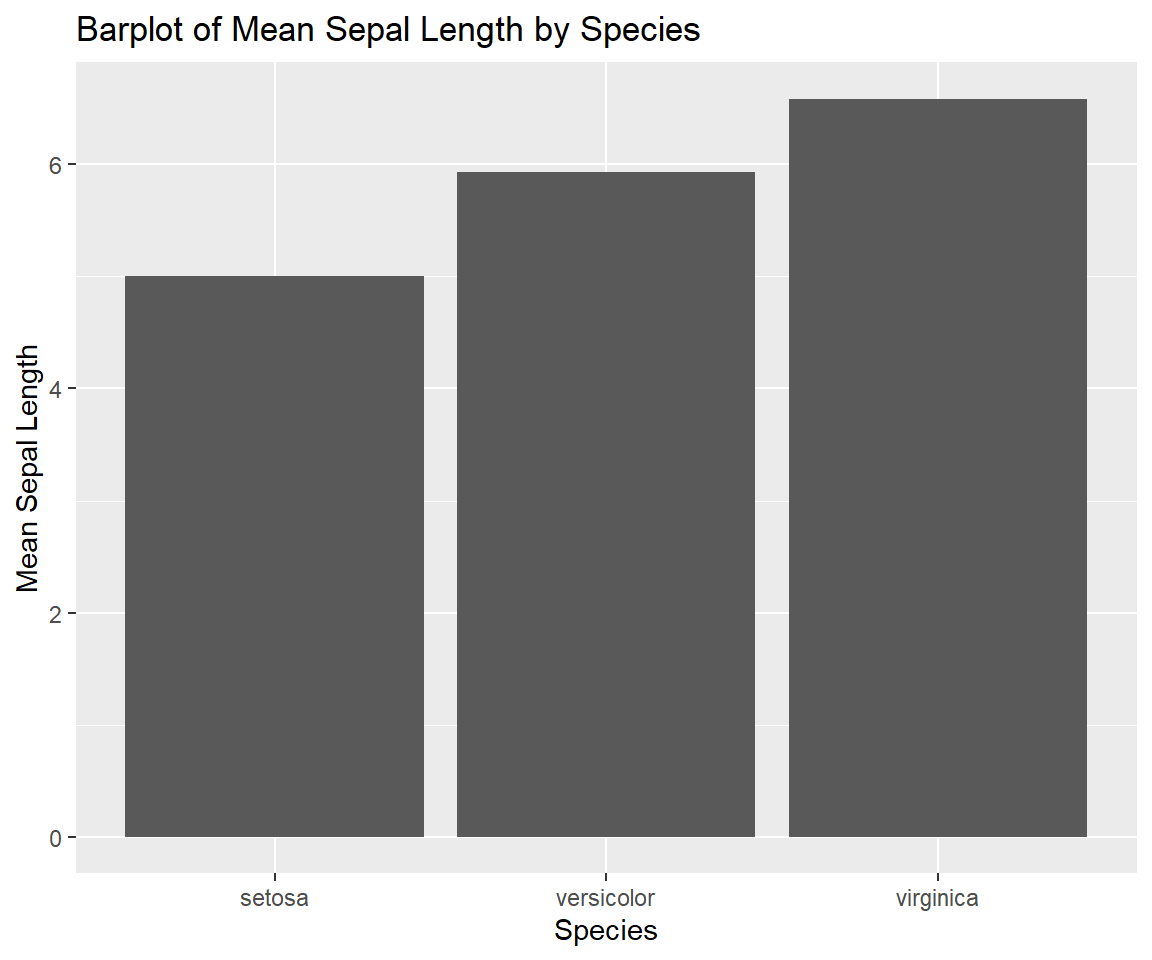 Barplot of Mean Sepal Length by Species
Mean Sepal Length
6
4
2
0
setosa versicolor virginica
Species